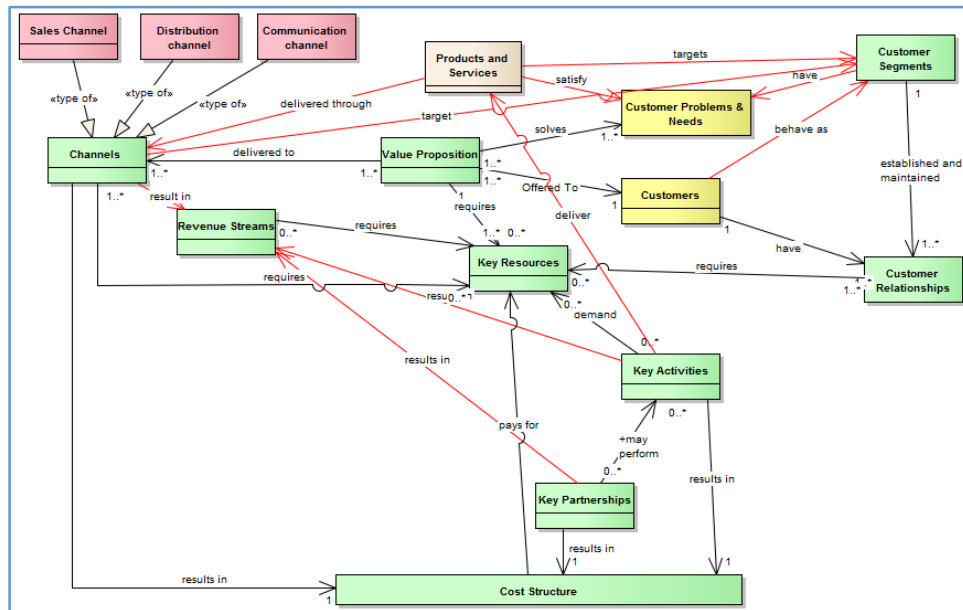 Sales Channel
Distribution
channel
Communication
channel
Products and
Services
Customer
Segments
targets
satisfy
have
«type of»
«type of»
«type of»
delivered through
target
Customer Problems &
Needs
1
solves
1..*
behave as
Channels
delivered to
Value Proposition
1..*
1..*
1..*
1..*
established and
maintained
1..*
result in
1
Offered To
1
Customers
requires
deliver
1
Revenue Streams
0..*
requires
1..*
0..*
have
1..*
Key Resources
requires
Customer
Relationships
requires
0..*
1..*
0..*
0..*
demand
0..*
results in
Key Activities
0..*
pays for
+may
perform
0..*
results in
Key Partnerships
results in
1
1
results in
1
Cost Structure